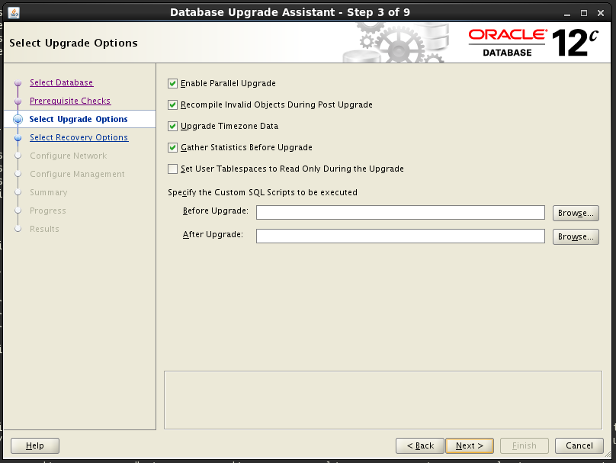 Database Upgrade Assistant - Step 3 of 9
Select Upgrade Options
ORACLE
DATABASE
12c
Select Database
Prerequisite Checks
Select Upgrade Options
Select Recovery Options
Configure Network
Configure Management
Summary
Progress
Results
Enable Parallel Upgrade
Recompile Invalid Objects During Post Upgrade
Upgrade Timezone Data
Gather Statistics Before Upgrade
Set User Tablespaces to Read Only During the Upgrade
Specify the Custom SQL Scripts to be executed
Before Upgrade:
Browse...
After Upgrade:
Browse...
Help
< Back
Next >
Finish
Cancel